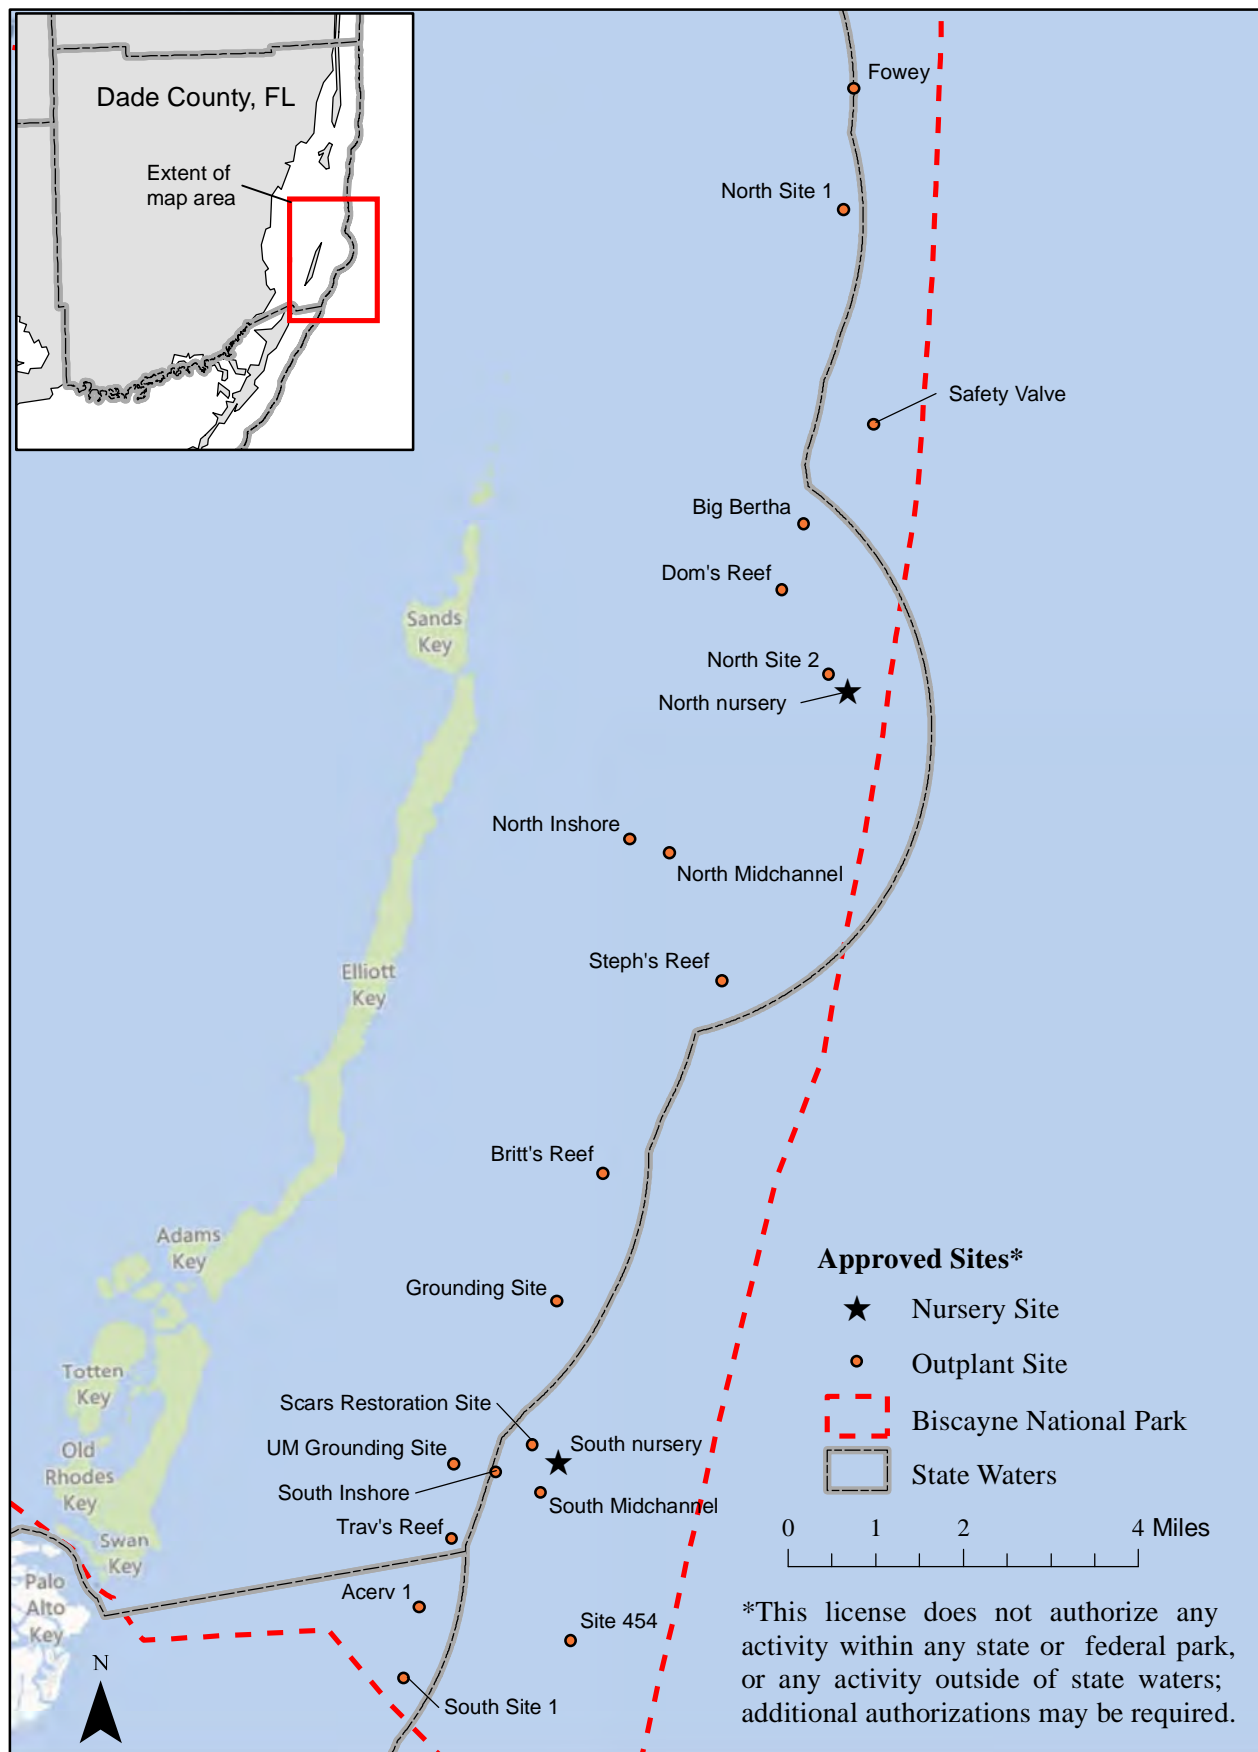 Dade County, FL
Extent of
map area
Fowey
North Site 1
Safety Valve
Big Bertha
Dom's Reef
Sands
Key
North Site 2
North nursery
North Inshore
North Midchannel
Elliott
Key
Steph's Reef
Britt's Reef
Adams
Key
Grounding Site
Totten
Key
Scars Restoration Site
UM Grounding Site
South nursery
South Inshore
South Midchannel
Old
Rhodes
Key
Trav's Reef
Swan
Key
Palo
Alto
Key
Acerv 1
Site 454
South Site 1
N
Approved Sites*
Nursery Site
Outplant Site
Biscayne National Park
State Waters
0 1 2 4 Miles
*This license does not authorize any
activity within any state or federal park,
or any activity outside of state waters;
additional authorizations may be required.